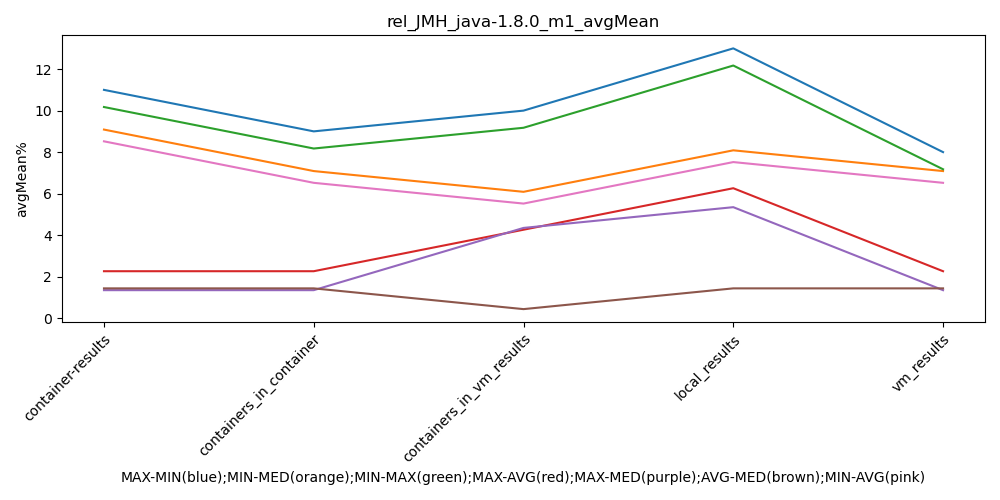 rel_JMH_java-1.8.0_m1_avgMean
avgMean%
12
10
8
6
4
2
0
container-results
containers_in_container
containers_in_vm_results
local_results
vm_results
MAX-MIN(blue);MIN-MED(orange);MIN-MAX(green);MAX-AVG(red);MAX-MED(purple);AVG-MED(brown);MIN-AVG(pink)